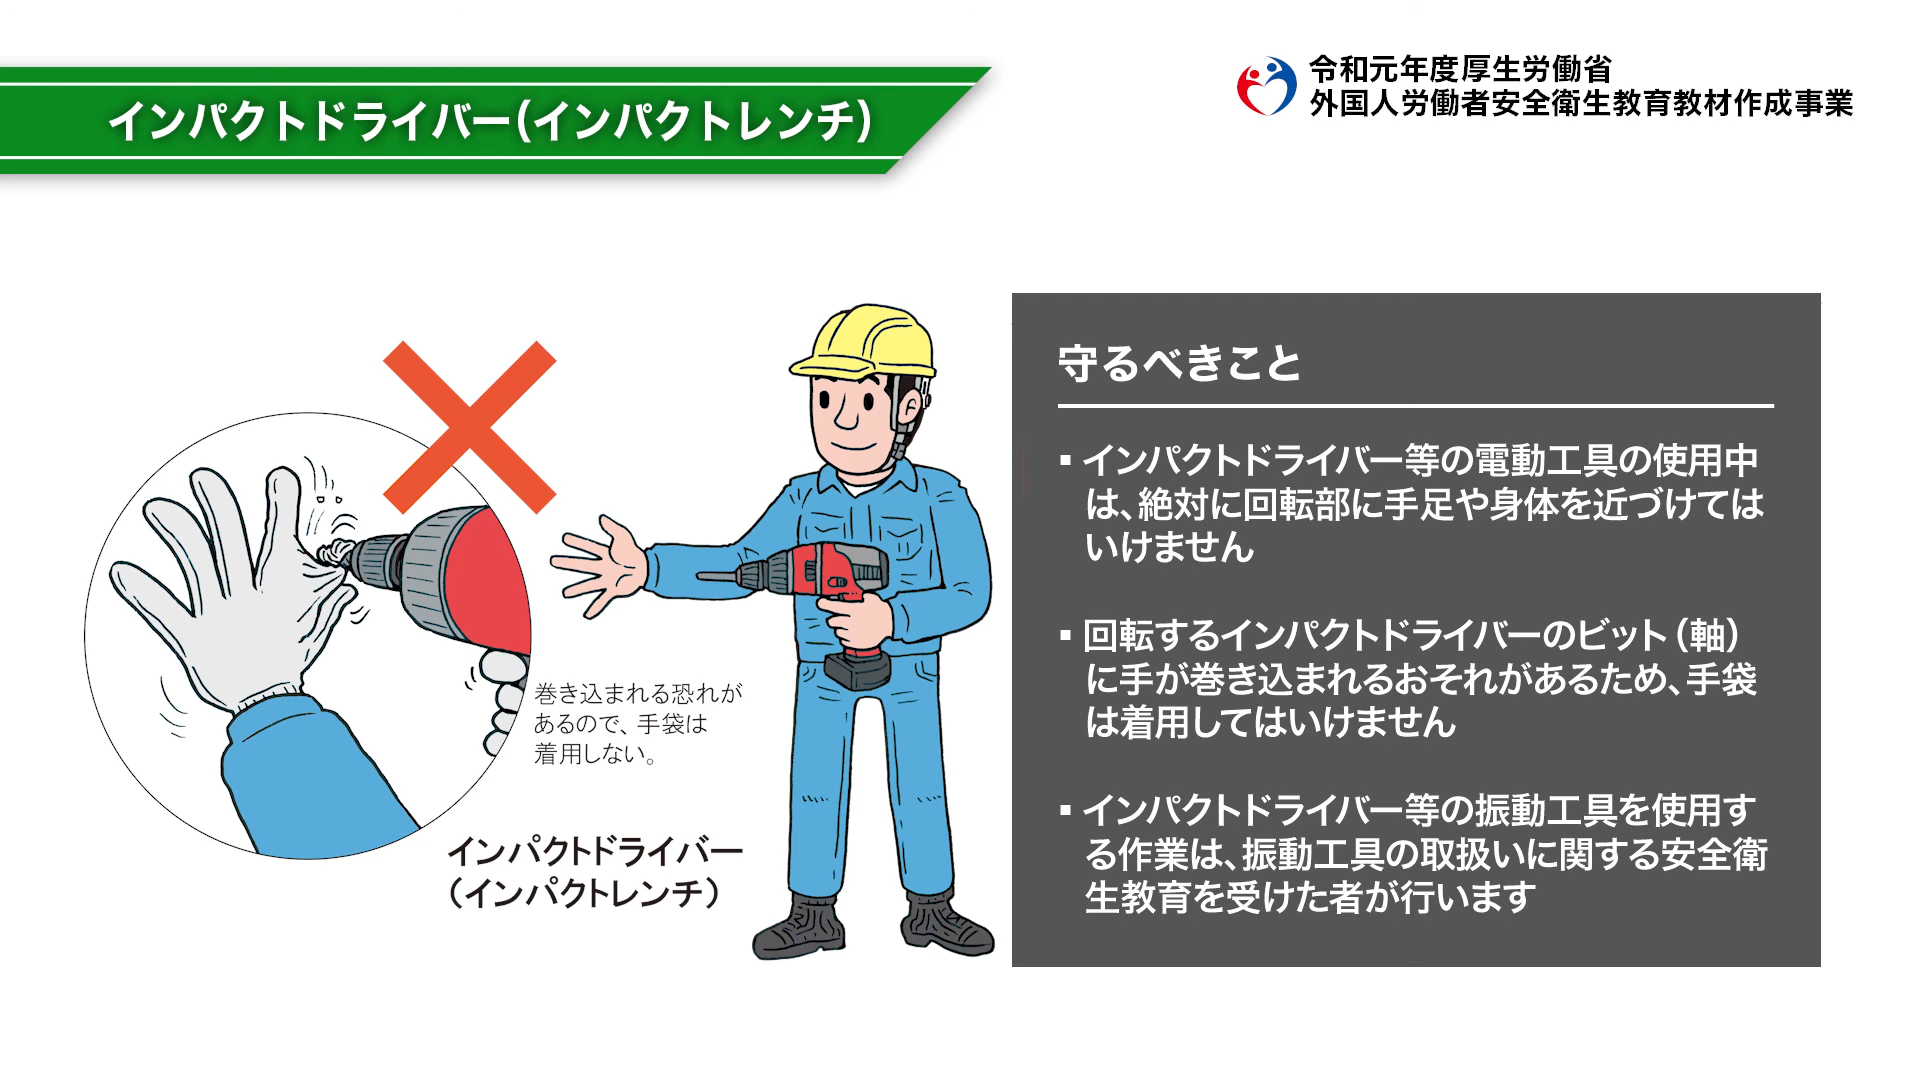 インパクトドライバー(インパクトレンチ)
令和元年度厚生労働省
外国人労働者安全衛生教育教材作成事業
巻き込まれる恐れが
あるので、手袋は
着用しない。
インパクトドライバー
(インパクトレンチ)
守るべきこと
▪インパクトドライバー等の電動工具の使用中
は、絶対に回転部に手足や身体を近づけては
いけません
▪回転するインパクトドライバーのビット(軸)
に手が巻き込まれるおそれがあるため、手袋
は着用してはいけません
▪インパクトドライバー等の振動工具を使用す
る作業は、振動工具の取扱いに関する安全衛
生教育を受けた者が行います